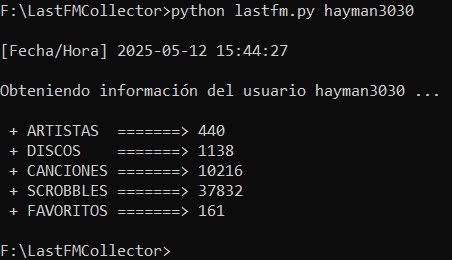 F:\LastFMCollector>python lastfm.py hayman3030
[Fecha/Hora] 2025-05-12 15:44:27
Obteniendo información del usuario hayman3030 ...
+ ARTISTAS =======> 440
+ DISCOS =======> 1138
+ CANCIONES =======> 10216
+ SCROBBLES =======> 37832
+ FAVORITOS =======> 161
F:\LastFMCollector>